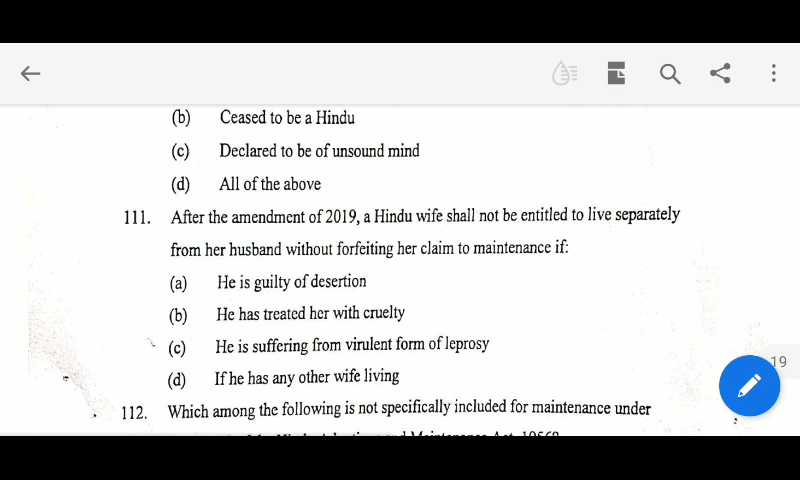 (b) Ceased to be a Hindu
(c) Declared to be of unsound mind
(d) All of the above
111. After the amendment of 2019, a Hindu wife shall not be entitled to live separately
from her husband without forfeiting her claim to maintenance if:
(a) He is guilty of desertion
(b) He has treated her with cruelty
(c) He is suffering from virulent form of leprosy
(d) If he has any other wife living
19
112. Which among the following is not specifically included for maintenance under